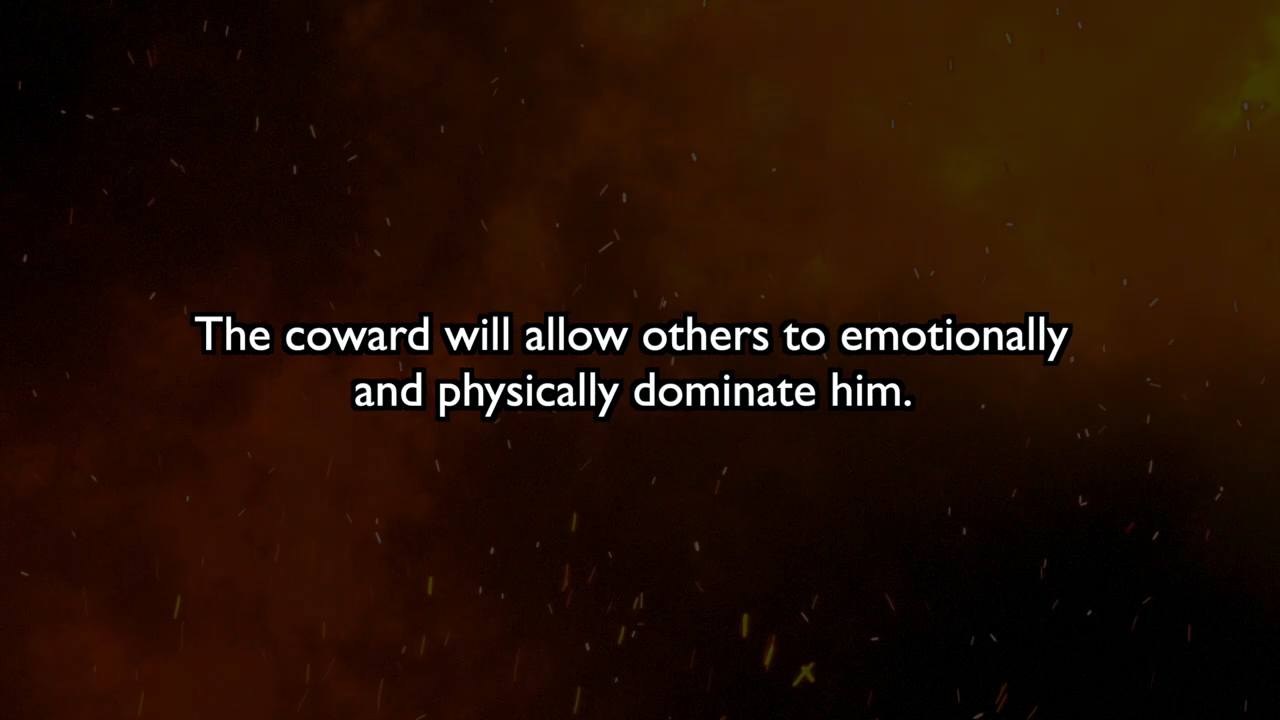 The coward will allow others to emotionally
and physically dominate him.